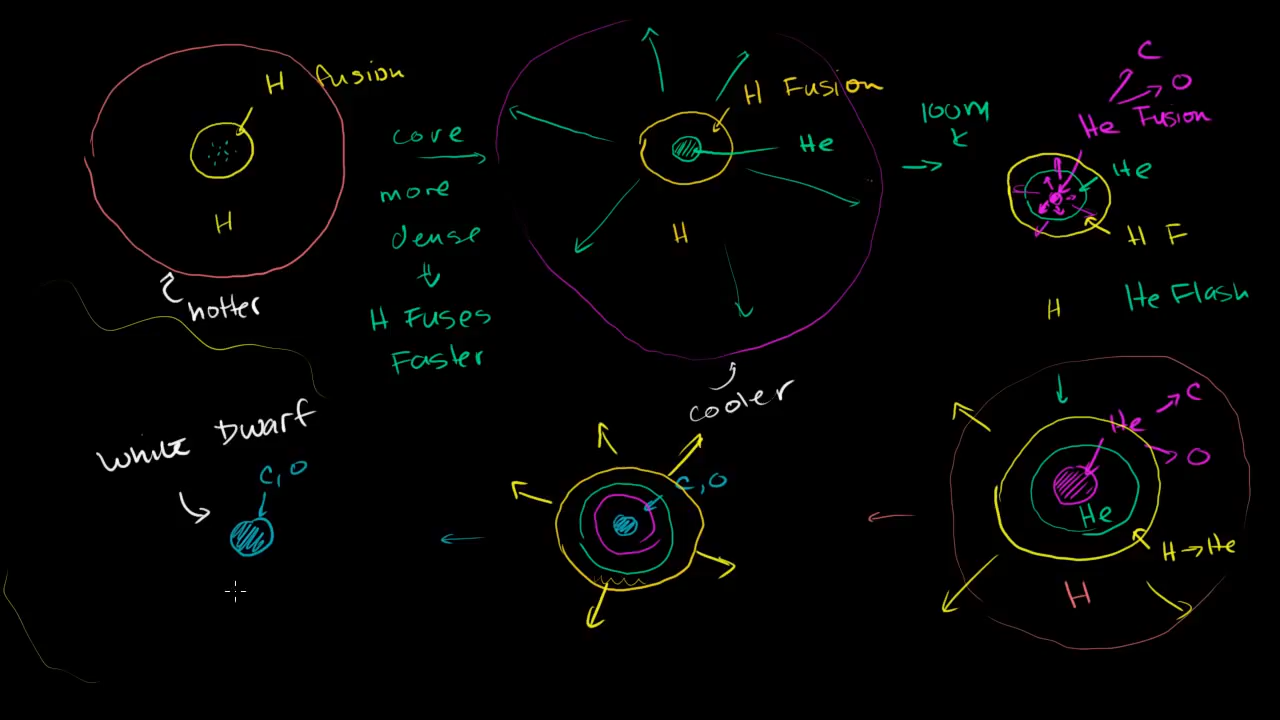 H fusion
H
hotter
core
more
dense
H Fuses
Faster
H Fusion
He
H
cooler
100M
K
C
O
He Fusion
He
H F
He Flash
H
He
C
O
He
H → He
H
C, O
C, O
White Dwarf